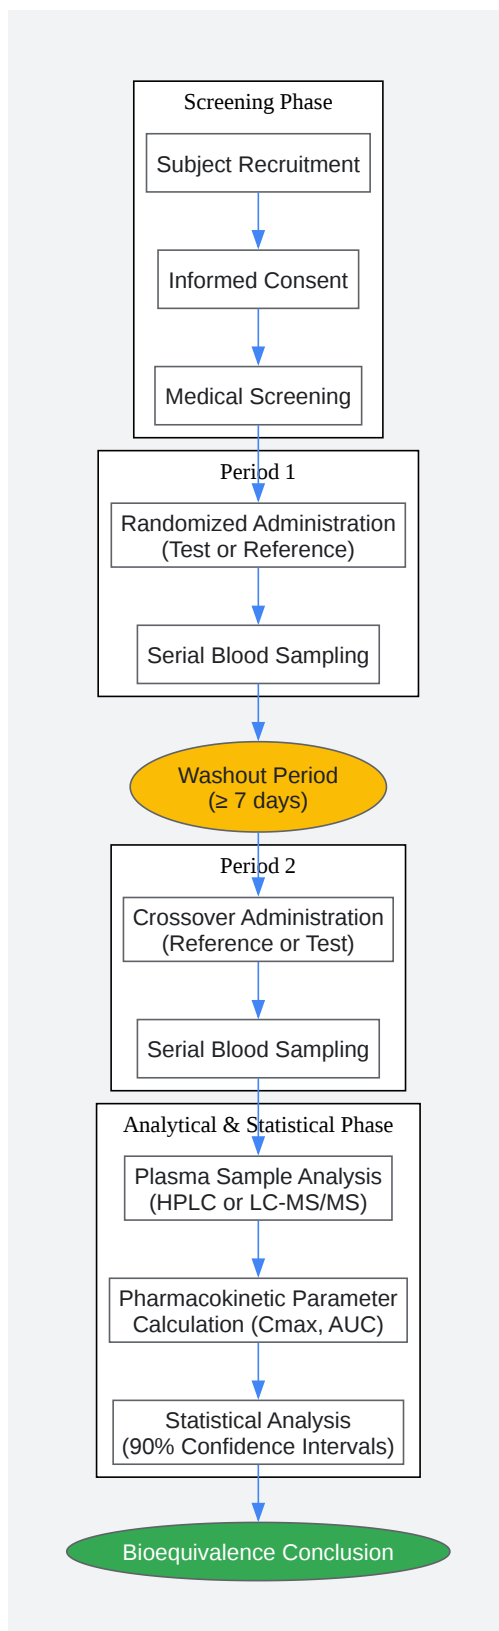 Screening Phase
Subject Recruitment
Informed Consent
Medical Screening
Period 1
Randomized Administration
(Test or Reference)
Serial Blood Sampling
Washout Period
(≥ 7 days)
Period 2
Crossover Administration
(Reference or Test)
Serial Blood Sampling
Analytical & Statistical Phase
Plasma Sample Analysis
(HPLC or LC-MS/MS)
Pharmacokinetic Parameter
Calculation (Cmax, AUC)
Statistical Analysis
(90% Confidence Intervals)
Bioequivalence Conclusion